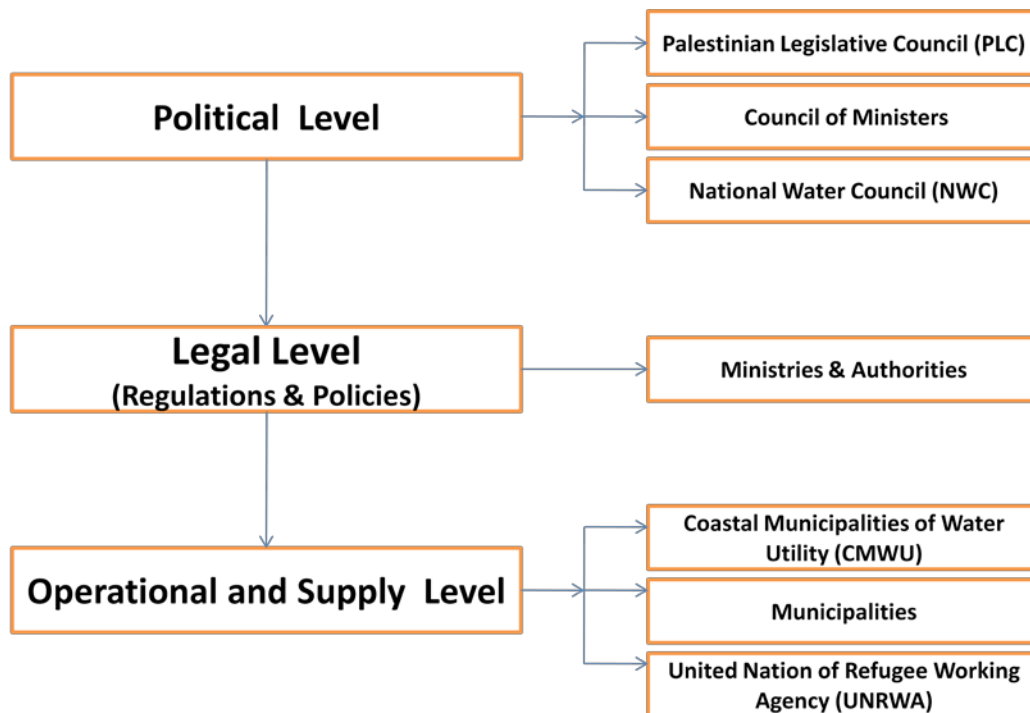 Political Level
Palestinian Legislative Council (PLC)
Council of Ministers
National Water Council (NWC)
Legal Level
(Regulations & Policies)
Ministries & Authorities
Operational and Supply Level
Coastal Municipalities of Water
Utility (CMWU)
Municipalities
United Nation of Refugee Working
Agency (UNRWA)